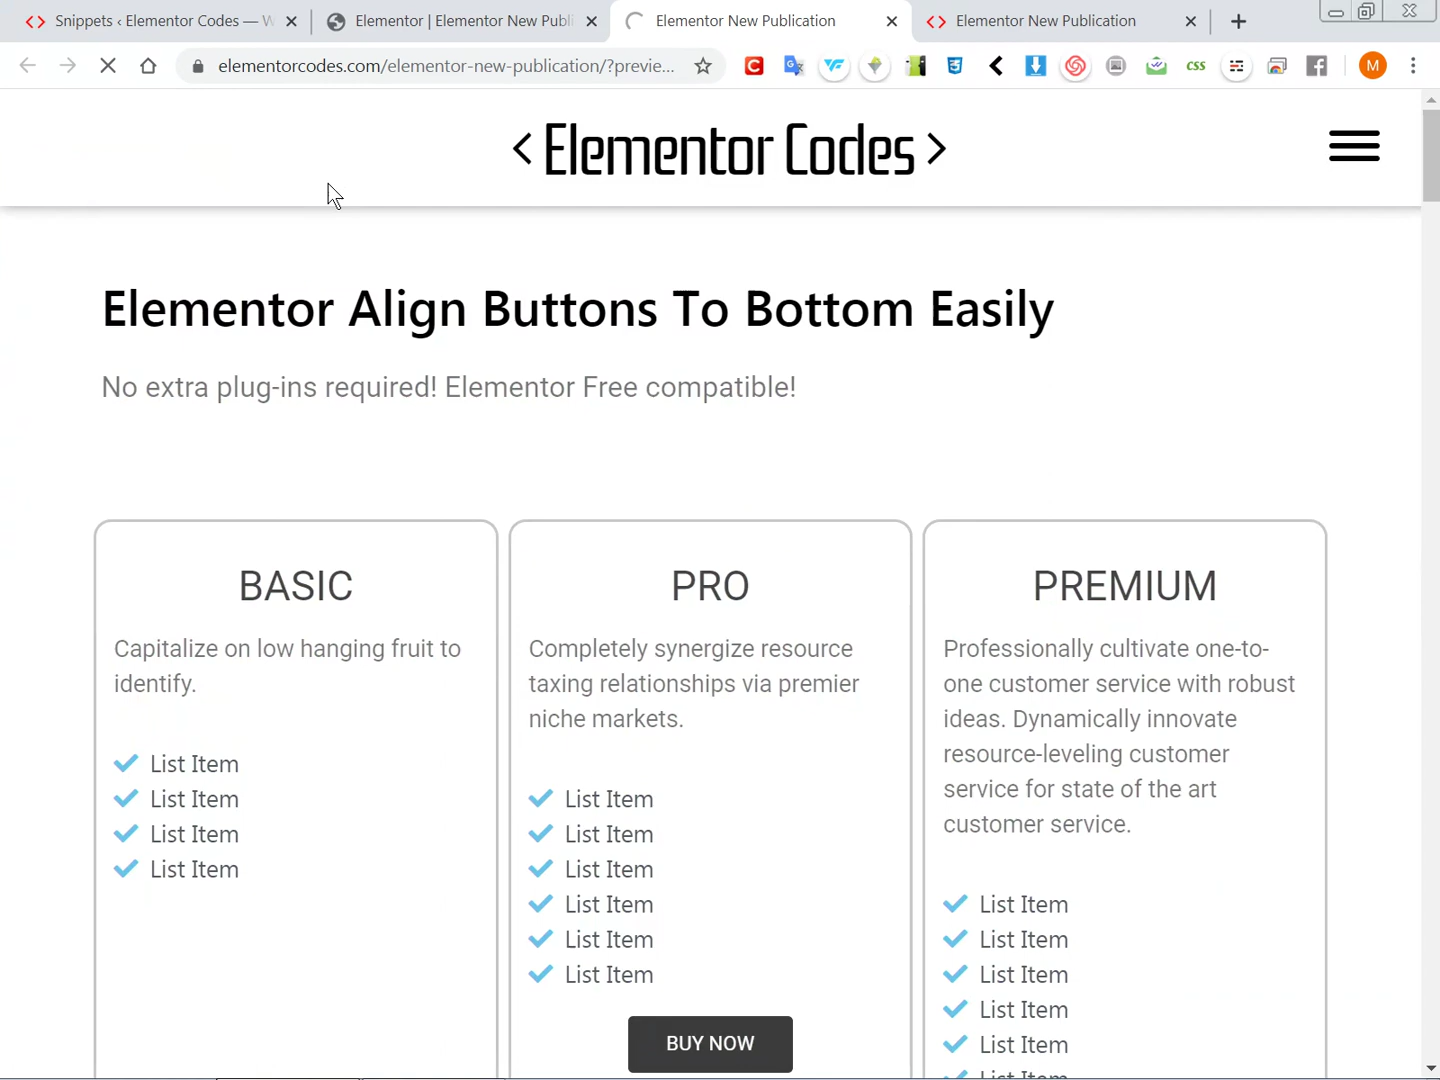 Snippets ‹ Elementor Codes — W
Elementor | Elementor New Publi
Elementor New Publication
Elementor New Publication
elementorcodes.com/elementor-new-publication/?previe...
css
M
< Elementor Codes >
Elementor Align Buttons To Bottom Easily
No extra plug-ins required! Elementor Free compatible!
BASIC
Capitalize on low hanging fruit to
identify.
List Item
List Item
List Item
List Item
PRO
Completely synergize resource
taxing relationships via premier
niche markets.
List Item
List Item
List Item
List Item
List Item
List Item
BUY NOW
PREMIUM
Professionally cultivate one-to-
one customer service with robust
ideas. Dynamically innovate
resource-leveling customer
service for state of the art
customer service.
List Item
List Item
List Item
List Item
List Item